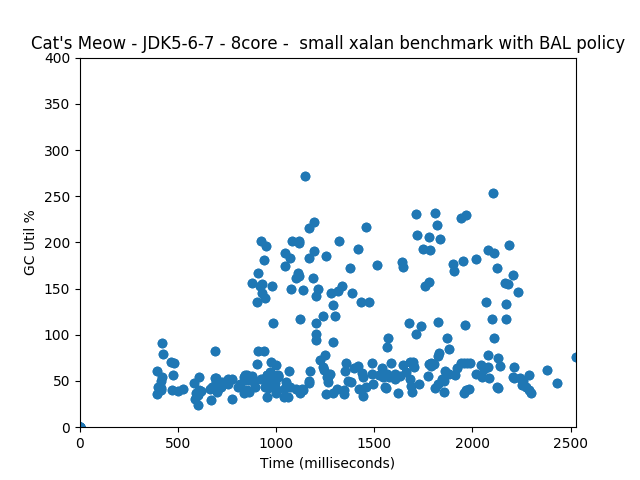 Cat's Meow - JDK5-6-7 - 8core -  small xalan benchmark with BAL policy
400
350
300
250
200
150
100
50
0
GC Util %
0 500 1000 1500 2000 2500
Time (milliseconds)